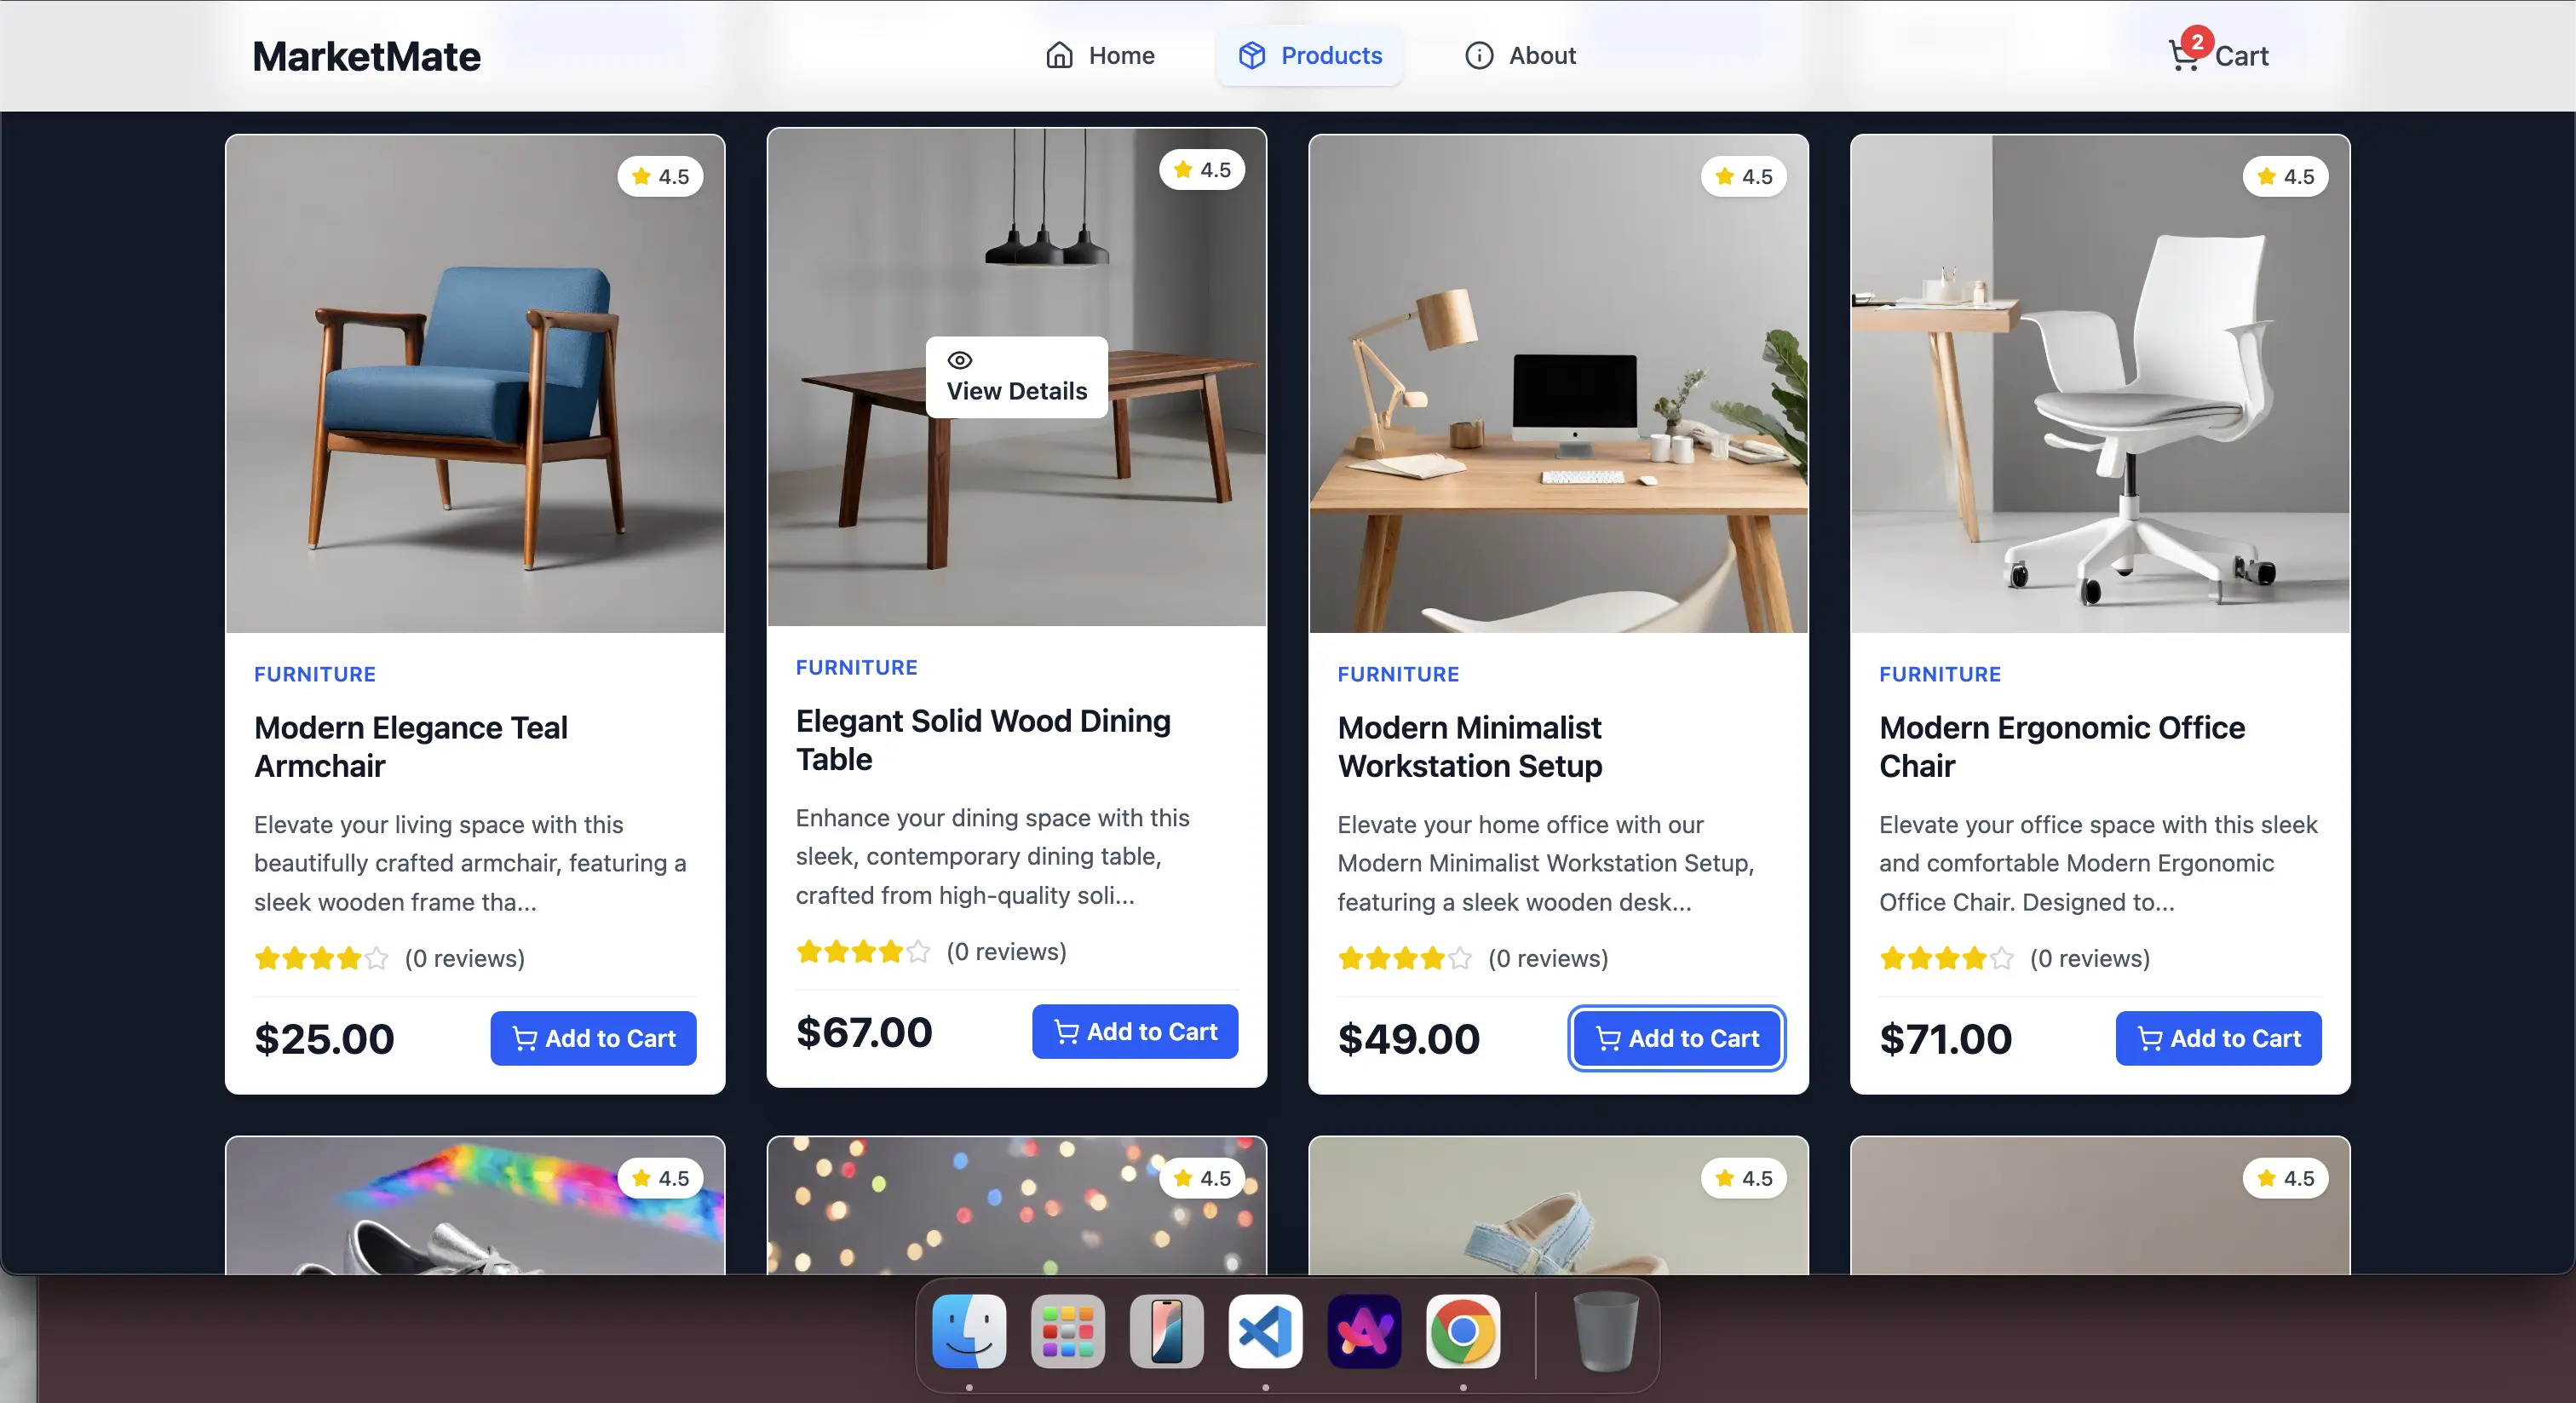 MarketMate
Home
Products
About
2
Cart
4.5
FURNITURE
Modern Elegance Teal
Armchair
Elevate your living space with this
beautifully crafted armchair, featuring a
sleek wooden frame tha...
(0 reviews)
$25.00
Add to Cart
4.5
View Details
FURNITURE
Elegant Solid Wood Dining
Table
Enhance your dining space with this
sleek, contemporary dining table,
crafted from high-quality soli...
(0 reviews)
$67.00
Add to Cart
4.5
FURNITURE
Modern Minimalist
Workstation Setup
Elevate your home office with our
Modern Minimalist Workstation Setup,
featuring a sleek wooden desk...
(0 reviews)
$49.00
Add to Cart
4.5
FURNITURE
Modern Ergonomic Office
Chair
Elevate your office space with this sleek
and comfortable Modern Ergonomic
Office Chair. Designed to...
(0 reviews)
$71.00
Add to Cart
4.5
4.5
4.5
4.5